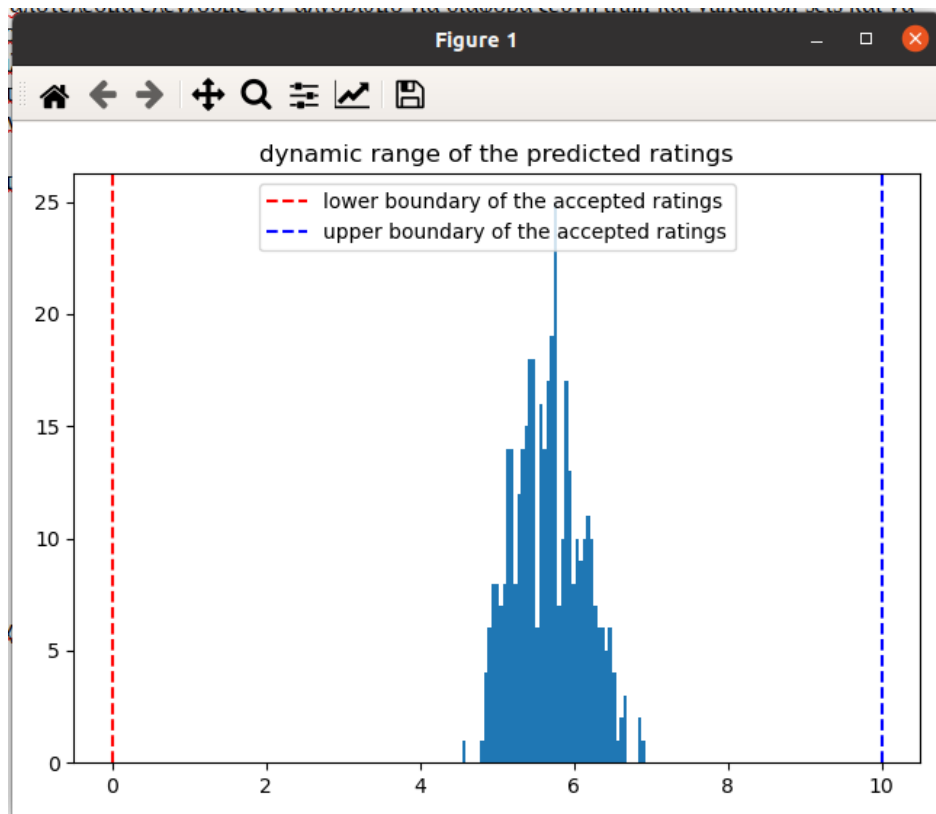 Figure 1
dynamic range of the predicted ratings
lower boundary of the accepted ratings
upper boundary of the accepted ratings
25
20
15
10
5
0
0 2 4 6 8 10